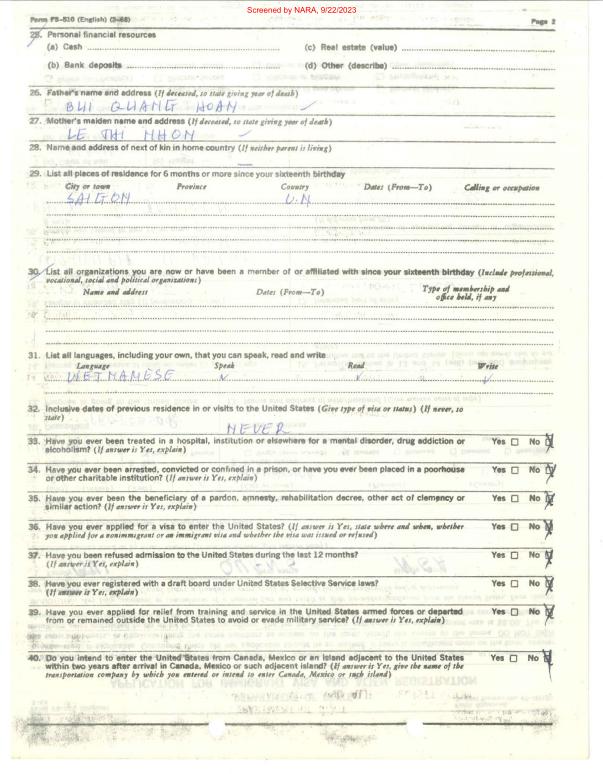 Screened by NARA, 9/22/2023
Form FS-510 (English) (3-68) Page 2
25. Personal financial resources
(a) Cash (c) Real estate (value)
(b) Bank deposits (d) Other (describe)
26. Father's name and address (If deceased, so state giving year of death)
BUI QUANG HOAN
27. Mother's maiden name and address (If deceased, so state giving year of death)
LE THI NHON
28. Name and address of next of kin in home country (If neither parent is living)
29. List all places of residence for 6 months or more since your sixteenth birthday
City or town Province Country Dates (From—To) Calling or occupation
SAIGON V.N
30. List all organizations you are now or have been a member of or affiliated with since your sixteenth birthday (Include professional,
vocational, social and political organizations)
Name and address Dates (From—To) Type of membership and
office held, if any
31. List all languages, including your own, that you can speak, read and write
Language Speak Read Write
VIETNAMESE ✓ ✓ ✓
32. Inclusive dates of previous residence in or visits to the United States (Give type of visa or status) (If never, so
state)
NEVER
33. Have you ever been treated in a hospital, institution or elsewhere for a mental disorder, drug addiction or Yes ☐ No ☒
alcoholism? (If answer is Yes, explain)
34. Have you ever been arrested, convicted or confined in a prison, or have you ever been placed in a poorhouse Yes ☐ No ☒
or other charitable institution? (If answer is Yes, explain)
35. Have you ever been the beneficiary of a pardon, amnesty, rehabilitation decree, other act of clemency or Yes ☐ No ☒
similar action? (If answer is Yes, explain)
36. Have you ever applied for a visa to enter the United States? (If answer is Yes, state where and when, whether Yes ☐ No ☒
you applied for a nonimmigrant or an immigrant visa and whether the visa was issued or refused)
37. Have you been refused admission to the United States during the last 12 months? Yes ☐ No ☒
(If answer is Yes, explain)
38. Have you ever registered with a draft board under United States Selective Service laws? Yes ☐ No ☒
(If answer is Yes, explain)
39. Have you ever applied for relief from training and service in the United States armed forces or departed Yes ☐ No ☒
from or remained outside the United States to avoid or evade military service? (If answer is Yes, explain)
40. Do you intend to enter the United States from Canada, Mexico or an island adjacent to the United States Yes ☐ No ☒
within two years after arrival in Canada, Mexico or such adjacent island? (If answer is Yes, give the name of the
transportation company by which you entered or intend to enter Canada, Mexico or such island)